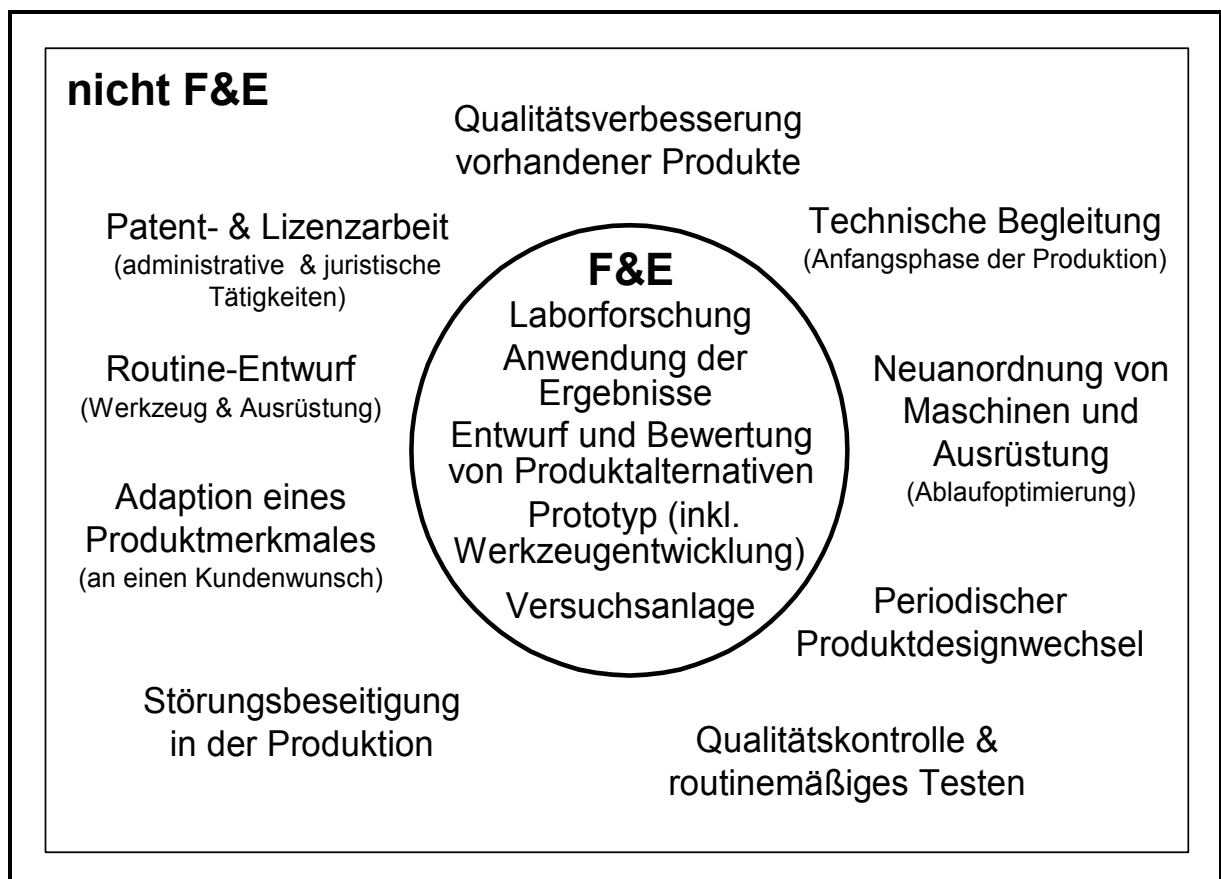 nicht F&E
Qualitätsverbesserung
vorhandener Produkte
Patent- & Lizenzarbeit
(administrative & juristische
Tätigkeiten)
Technische Begleitung
(Anfangsphase der Produktion)
F&E
Laborforschung
Anwendung der
Ergebnisse
Entwurf und Bewertung
von Produktalternativen
Prototyp (inkl.
Werkzeugentwicklung)
Versuchsanlage
Routine-Entwurf
(Werkzeug & Ausrüstung)
Neuanordnung von
Maschinen und
Ausrüstung
(Ablaufoptimierung)
Adaption eines
Produktmerkmales
(an einen Kundenwunsch)
Periodischer
Produktdesignwechsel
Störungsbeseitigung
in der Produktion
Qualitätskontrolle &
routinemäßiges Testen